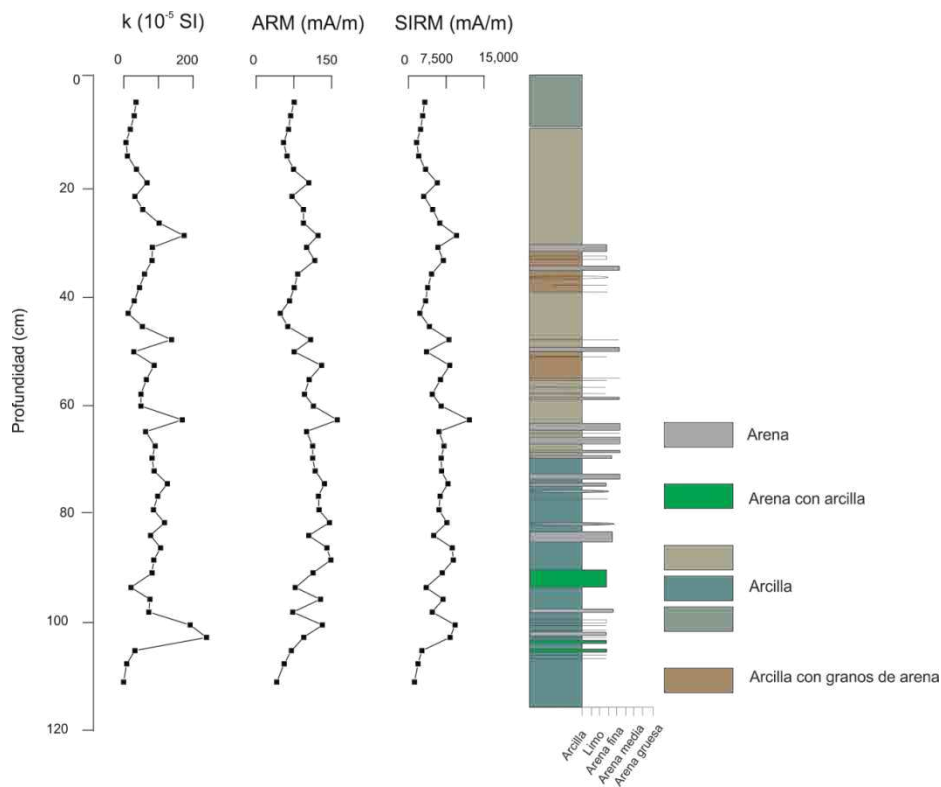 k (10⁻⁵ SI)
ARM (mA/m)
SIRM (mA/m)
0 200
0 150
0 7,500 15,000
Profundidad (cm)
0
20
40
60
80
100
120
Arena
Arena con arcilla
Arcilla
Arcilla con granos de arena
Arcilla
Limo
Arena fina
Arena media
Arena gruesa